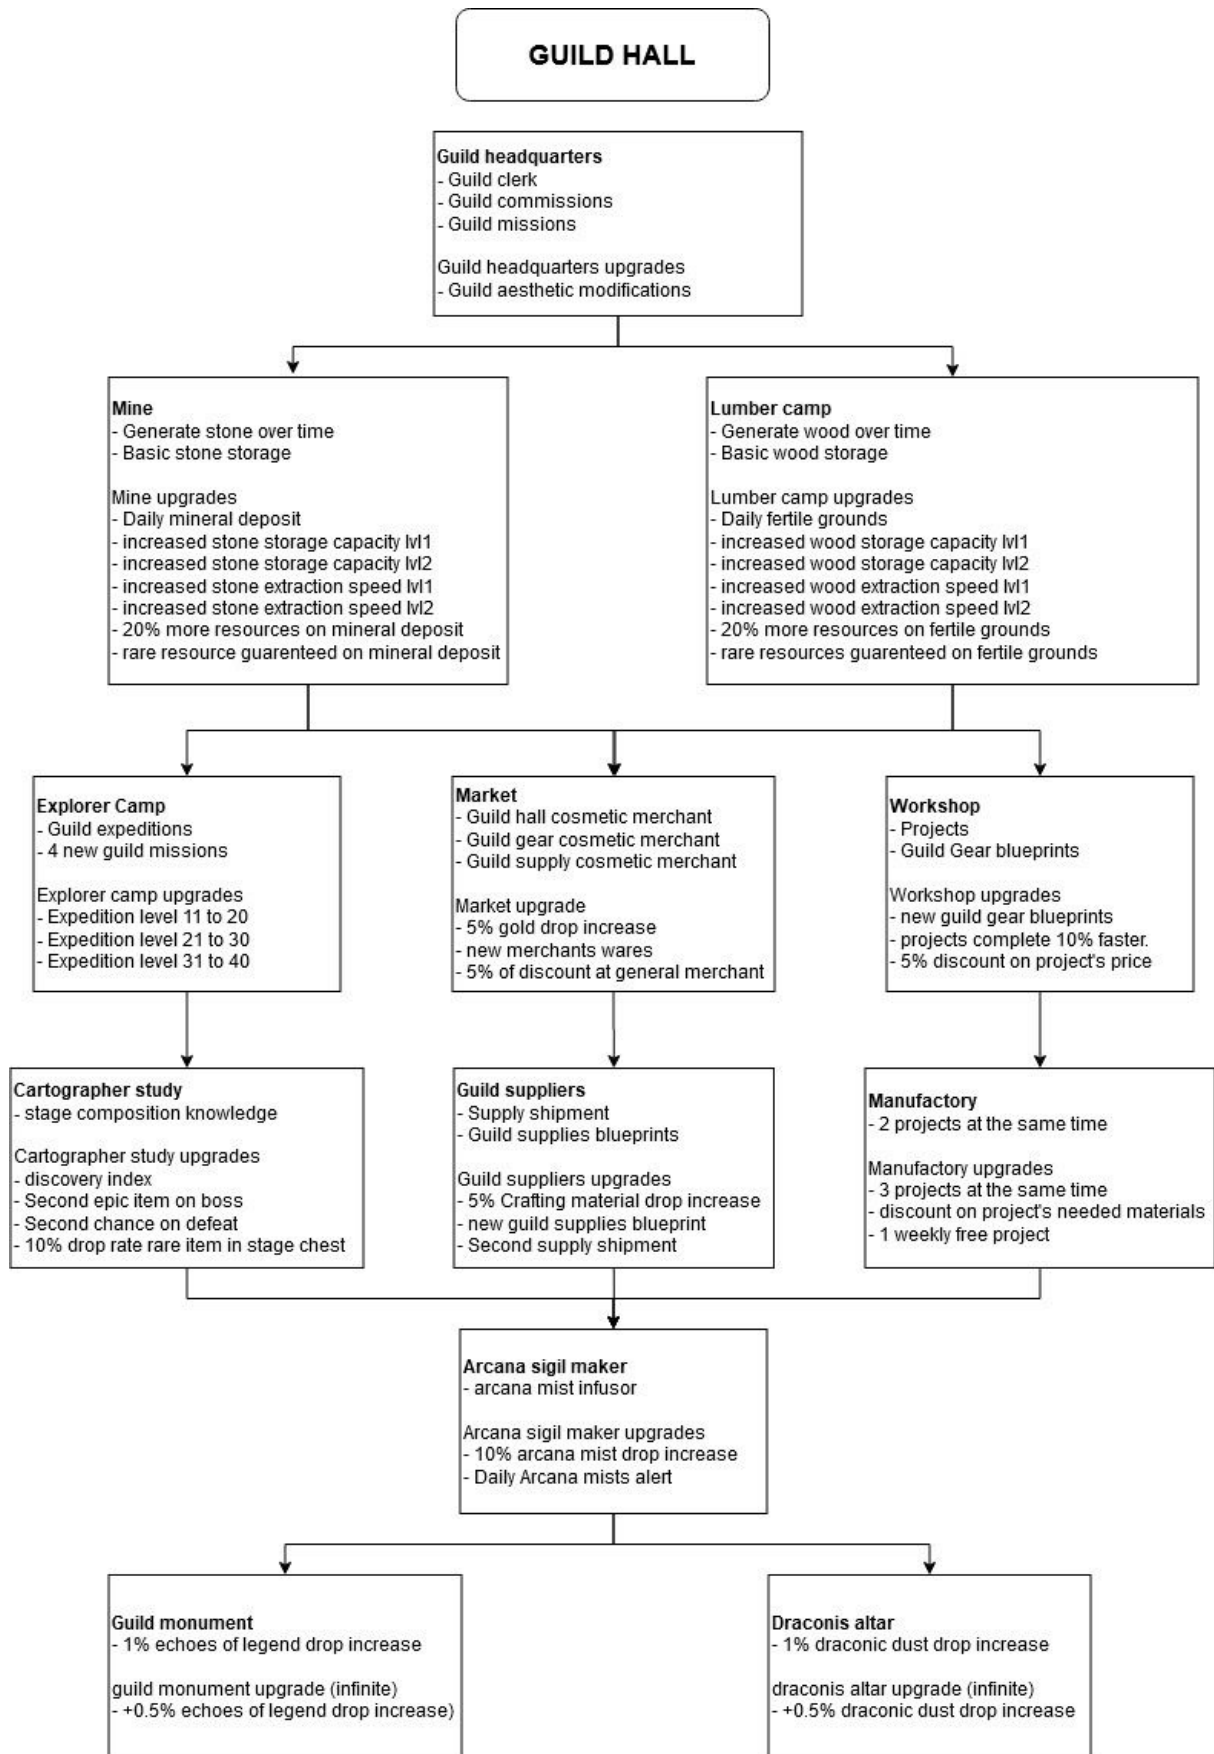 GUILD HALL
Guild headquarters
- Guild clerk
- Guild commissions
- Guild missions
Guild headquarters upgrades
- Guild aesthetic modifications
Mine
- Generate stone over time
- Basic stone storage
Mine upgrades
- Daily mineral deposit
- increased stone storage capacity lvl1
- increased stone storage capacity lvl2
- increased stone extraction speed lvl1
- increased stone extraction speed lvl2
- 20% more resources on mineral deposit
- rare resource guarenteed on mineral deposit
Lumber camp
- Generate wood over time
- Basic wood storage
Lumber camp upgrades
- Daily fertile grounds
- increased wood storage capacity lvl1
- increased wood storage capacity lvl2
- increased wood extraction speed lvl1
- increased wood extraction speed lvl2
- 20% more resources on fertile grounds
- rare resources guarenteed on fertile grounds
Explorer Camp
- Guild expeditions
- 4 new guild missions
Explorer camp upgrades
- Expedition level 11 to 20
- Expedition level 21 to 30
- Expedition level 31 to 40
Market
- Guild hall cosmetic merchant
- Guild gear cosmetic merchant
- Guild supply cosmetic merchant
Market upgrade
- 5% gold drop increase
- new merchants wares
- 5% of discount at general merchant
Workshop
- Projects
- Guild Gear blueprints
Workshop upgrades
- new guild gear blueprints
- projects complete 10% faster.
- 5% discount on project's price
Cartographer study
- stage composition knowledge
Cartographer study upgrades
- discovery index
- Second epic item on boss
- Second chance on defeat
- 10% drop rate rare item in stage chest
Guild suppliers
- Supply shipment
- Guild supplies blueprints
Guild suppliers upgrades
- 5% Crafting material drop increase
- new guild supplies blueprint
- Second supply shipment
Manufactory
- 2 projects at the same time
Manufactory upgrades
- 3 projects at the same time
- discount on project's needed materials
- 1 weekly free project
Arcana sigil maker
- arcana mist infusor
Arcana sigil maker upgrades
- 10% arcana mist drop increase
- Daily Arcana mists alert
Guild monument
- 1% echoes of legend drop increase
guild monument upgrade (infinite)
- +0.5% echoes of legend drop increase)
Draconis altar
- 1% draconic dust drop increase
draconis altar upgrade (infinite)
- +0.5% draconic dust drop increase